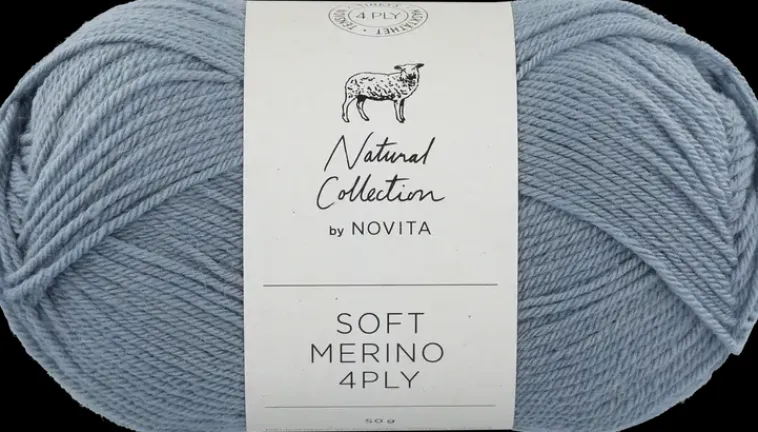 4 PLY
Natural
Collection
by NOVITA
SOFT
MERINO
4PLY
50 g